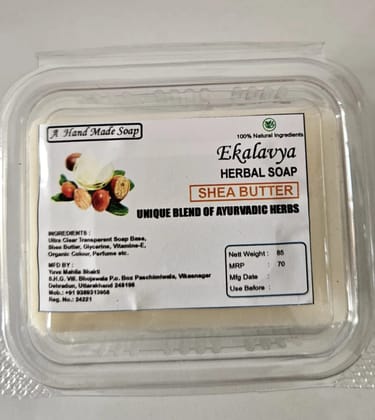 A Hand Made Soap
100% Natural Ingredients
Ekalavya
HERBAL SOAP
SHEA BUTTER
UNIQUE BLEND OF AYURVADIC HERBS
INGREDIENTS :
Ultra Clear Transparent Soap Base,
Shea Butter, Glycerine, Vitamine-E,
Organic Colour, Perfume etc.
MFD BY :
Yuva Mahila Shakti
S.H.G. Vill. Bhojawala P.o. Box Paschimiwala, Vikasnagar
Dehradun, Uttarakhand 248198
Mob.: +91 9389313958
Reg. No.: 24221
Nett Weight : 85
MRP : 70
Mfg Date :
Use Before :